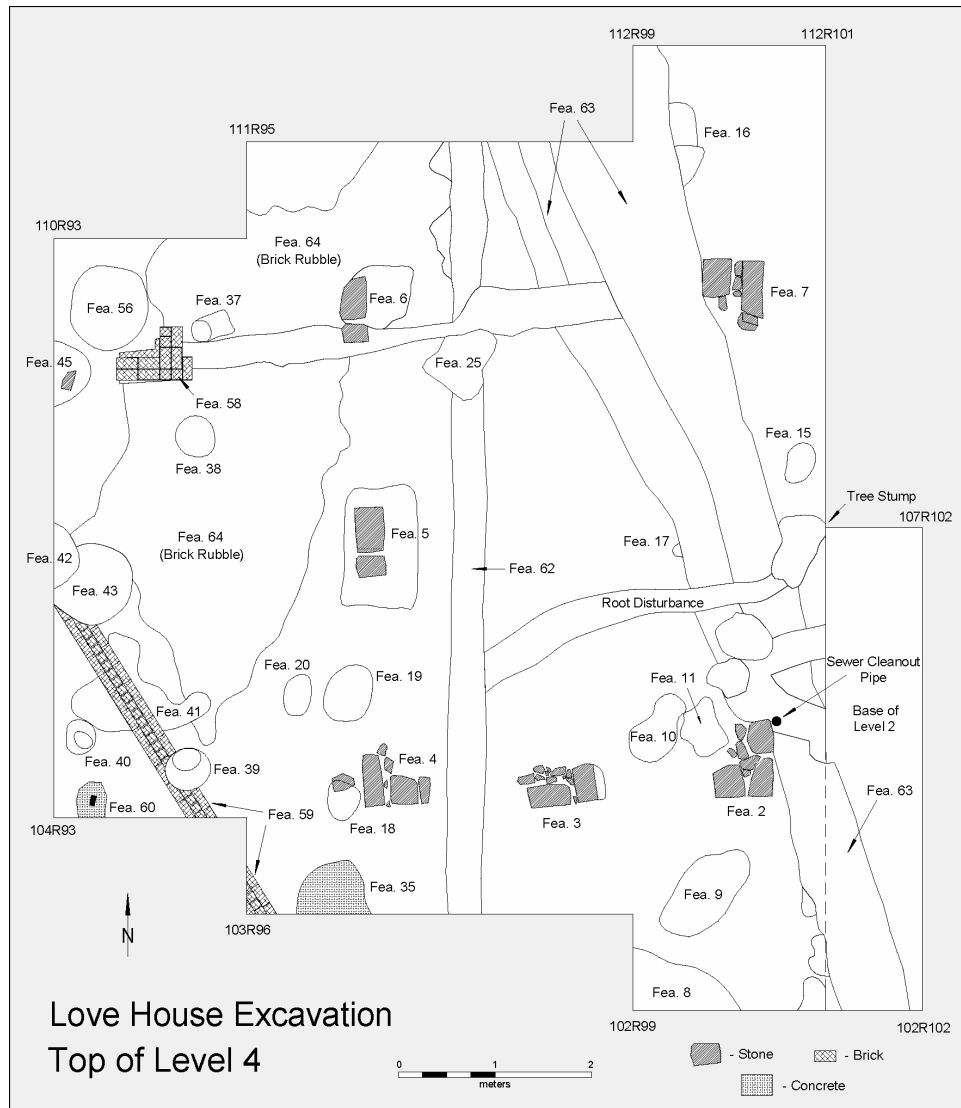 112R99
112R101
Fea. 63
111R95
Fea. 16
110R93
Fea. 64
(Brick Rubble)
Fea. 56
Fea. 37
Fea. 6
Fea. 7
Fea. 45
Fea. 25
Fea. 58
Fea. 38
Fea. 15
Tree Stump
107R102
Fea. 64
(Brick Rubble)
Fea. 5
Fea. 17
Fea. 42
Fea. 62
Fea. 43
Root Disturbance
Fea. 20
Fea. 19
Sewer Cleanout
Pipe
Fea. 11
Fea. 41
Base of
Level 2
Fea. 10
Fea. 40
Fea. 4
Fea. 39
Fea. 60
Fea. 59
Fea. 2
Fea. 63
104R93
Fea. 18
Fea. 3
Fea. 35
Fea. 9
103R96
N
Fea. 8
102R99
102R102
Love House Excavation
Top of Level 4
0 1 2
meters
- Stone
- Brick
- Concrete